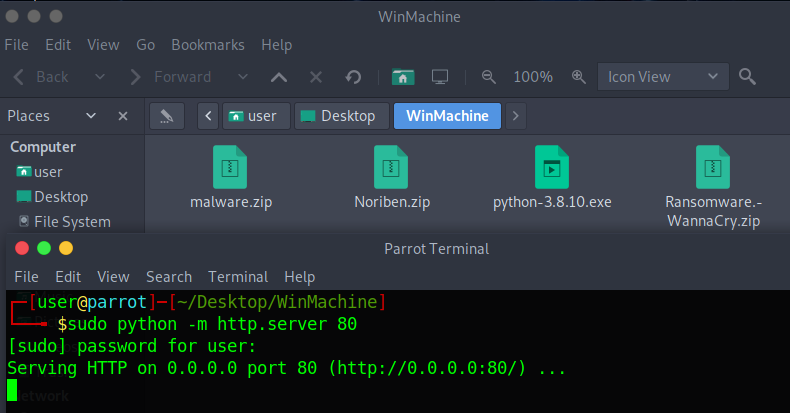 WinMachine
File Edit View Go Bookmarks Help
Back Forward 100% Icon View
Places user Desktop WinMachine
Computer
user
Desktop
File System
malware.zip Noriben.zip python-3.8.10.exe Ransomware.-
WannaCry.zip
Parrot Terminal
File Edit View Search Terminal Help
[user@parrot]-[~/Desktop/WinMachine]
$sudo python -m http.server 80
[sudo] password for user:
Serving HTTP on 0.0.0.0 port 80 (http://0.0.0.0:80/) ...
Network